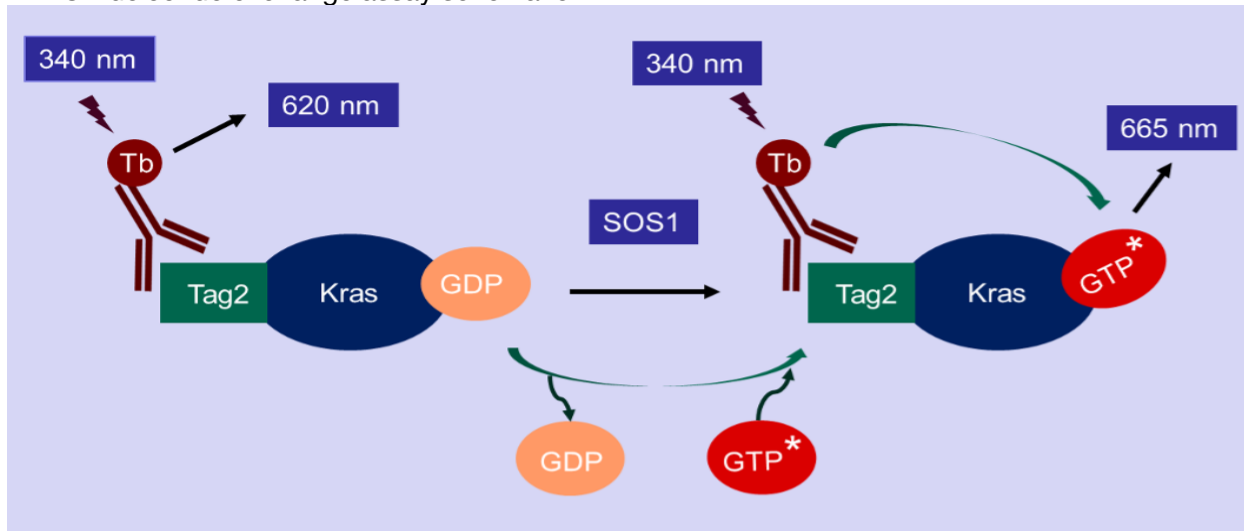 340 nm
620 nm
Tb
Tag2
Kras
GDP
SOS1
340 nm
665 nm
Tb
Tag2
Kras
GTP*
GDP
GTP*